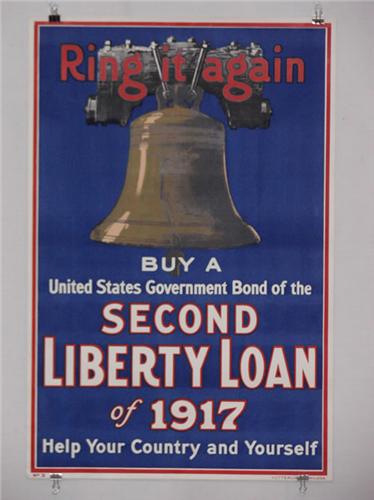 Ring it again
BUY A
United States Government Bond of the
SECOND
LIBERTY LOAN
of 1917
Help Your Country and Yourself